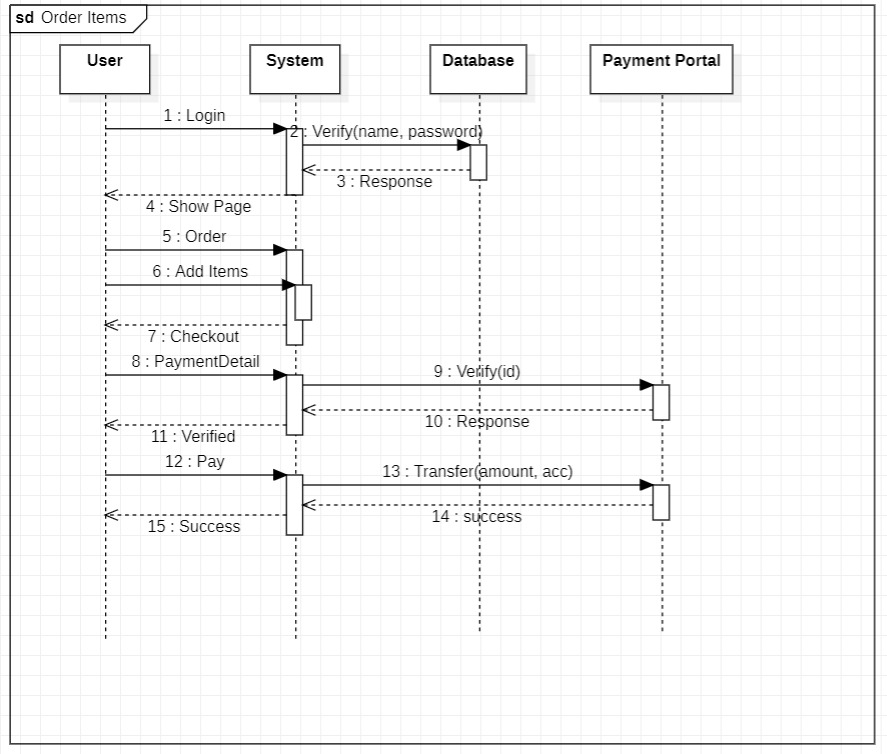 sd Order Items
User
System
Database
Payment Portal
1 : Login
2 : Verify(name, password)
3 : Response
4 : Show Page
5 : Order
6 : Add Items
7 : Checkout
8 : PaymentDetail
9 : Verify(id)
10 : Response
11 : Verified
12 : Pay
13 : Transfer(amount, acc)
14 : success
15 : Success